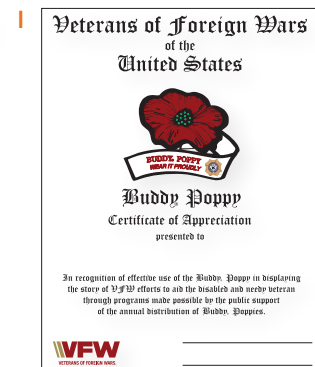 I
Veterans of Foreign Wars
of the
United States
BUDDY POPPY
WEAR IT PROUDLY
Buddy Poppy
Certificate of Appreciation
presented to
In recognition of effective use of the Buddy. Poppy in displaying
the story of VFW efforts to aid the disabled and needy veteran
through programs made possible by the public support
of the annual distribution of Buddy. Poppies.
VFW
VETERANS OF FOREIGN WARS.